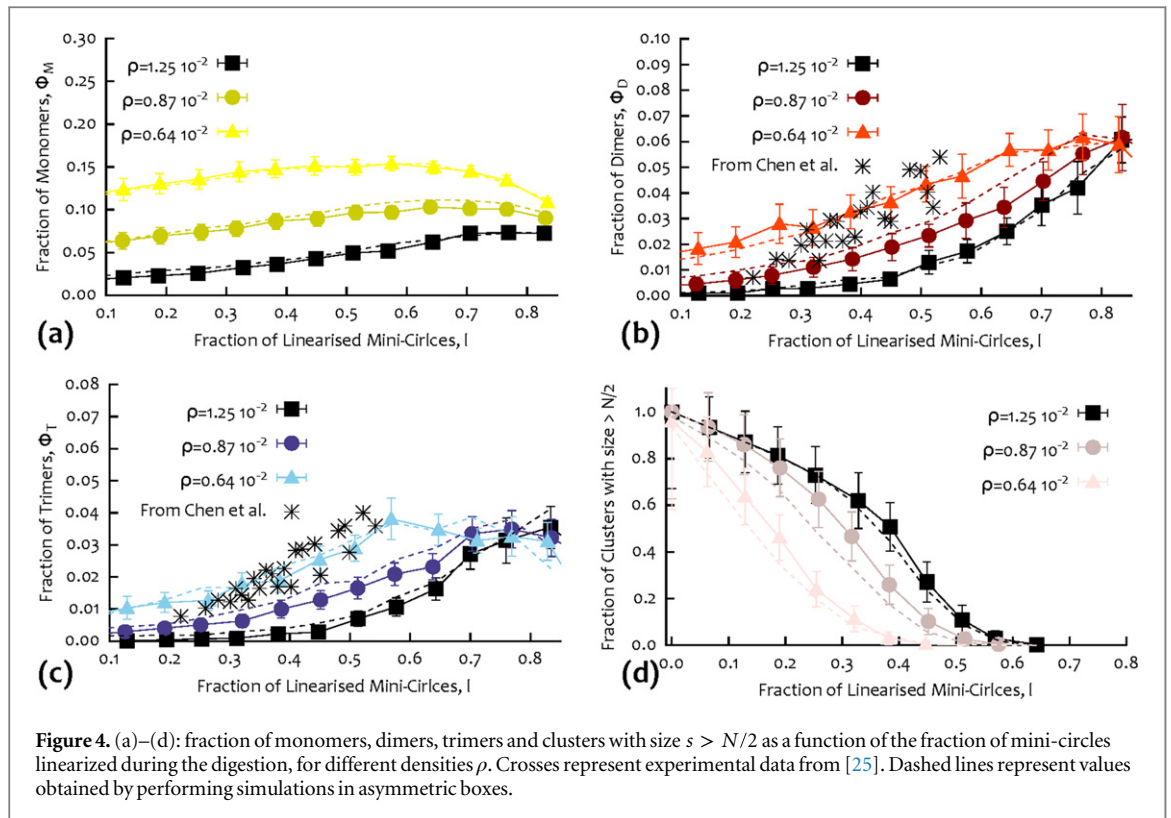 0.30
0.25
0.20
0.15
0.10
0.05
0.00
Fraction of Monomers, Φ_M
ρ=1.25 10⁻²
ρ=0.87 10⁻²
ρ=0.64 10⁻²
0.1 0.2 0.3 0.4 0.5 0.6 0.7 0.8
(a)
Fraction of Linearised Mini-Cirlces, l
0.10
0.09
0.08
0.07
0.06
0.05
0.04
0.03
0.02
0.01
0.00
Fraction of Dimers, Φ_D
ρ=1.25 10⁻²
ρ=0.87 10⁻²
ρ=0.64 10⁻²
From Chen et al.
0.1 0.2 0.3 0.4 0.5 0.6 0.7 0.8
(b)
Fraction of Linearised Mini-Cirlces, l
0.08
0.07
0.06
0.05
0.04
0.03
0.02
0.01
0.00
Fraction of Trimers, Φ_T
ρ=1.25 10⁻²
ρ=0.87 10⁻²
ρ=0.64 10⁻²
From Chen et al.
0.1 0.2 0.3 0.4 0.5 0.6 0.7 0.8
(c)
Fraction of Linearised Mini-Cirlces, l
1.0
0.8
0.6
0.4
0.2
0.0
Fraction of Clusters with size > N/2
ρ=1.25 10⁻²
ρ=0.87 10⁻²
ρ=0.64 10⁻²
0.0 0.1 0.2 0.3 0.4 0.5 0.6 0.7 0.8
(d)
Fraction of Linearised Mini-Cirlces, l
Figure 4. (a)–(d): fraction of monomers, dimers, trimers and clusters with size s > N/2 as a function of the fraction of mini-circles
linearized during the digestion, for different densities ρ. Crosses represent experimental data from [25]. Dashed lines represent values
obtained by performing simulations in asymmetric boxes.